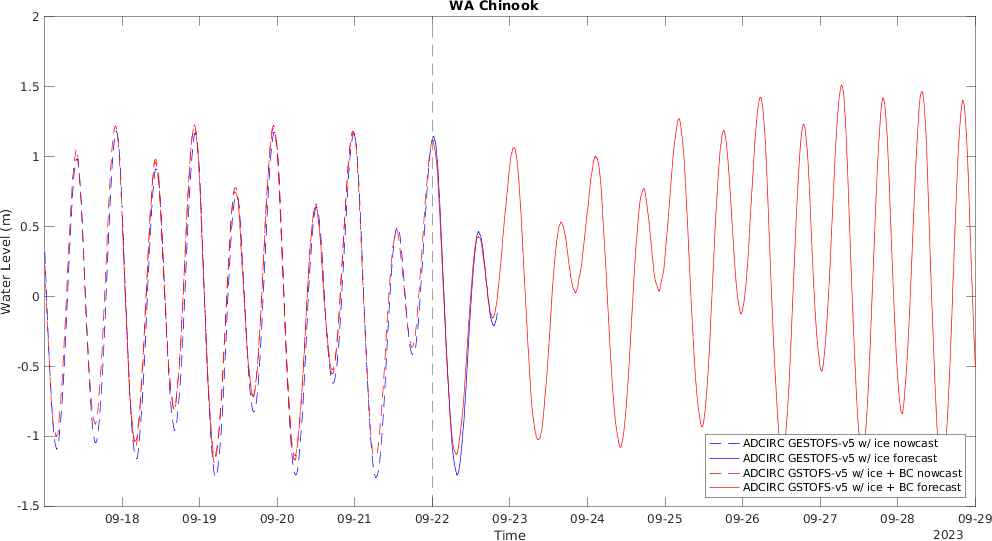 WA Chinook
2
1.5
1
0.5
0
-0.5
-1
-1.5
Water Level (m)
ADCIRC GESTOFS-v5 w/ ice nowcast
ADCIRC GESTOFS-v5 w/ ice forecast
ADCIRC GSTOFS-v5 w/ ice + BC nowcast
ADCIRC GSTOFS-v5 w/ ice + BC forecast
09-18 09-19 09-20 09-21 09-22 09-23 09-24 09-25 09-26 09-27 09-28 09-29
Time
2023